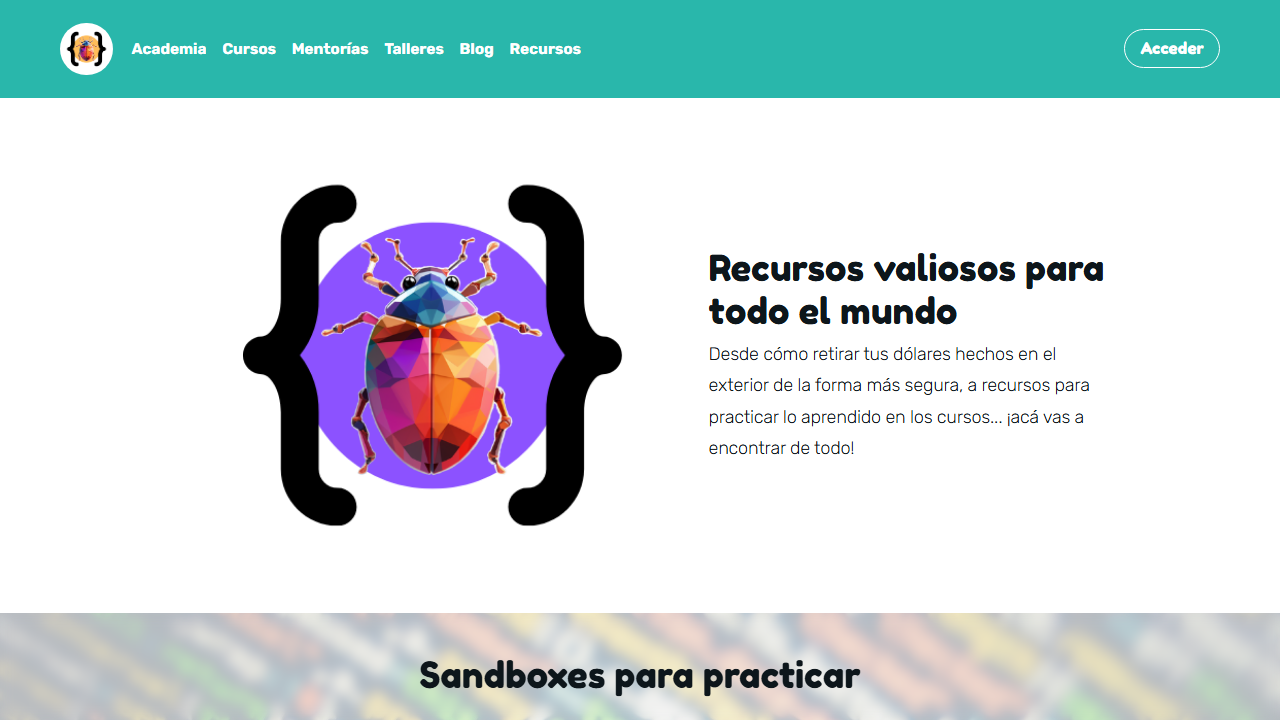 Academia Cursos Mentorías Talleres Blog Recursos Acceder
Recursos valiosos para
todo el mundo
Desde cómo retirar tus dólares hechos en el
exterior de la forma más segura, a recursos para
practicar lo aprendido en los cursos... ¡acá vas a
encontrar de todo!
Sandboxes para practicar